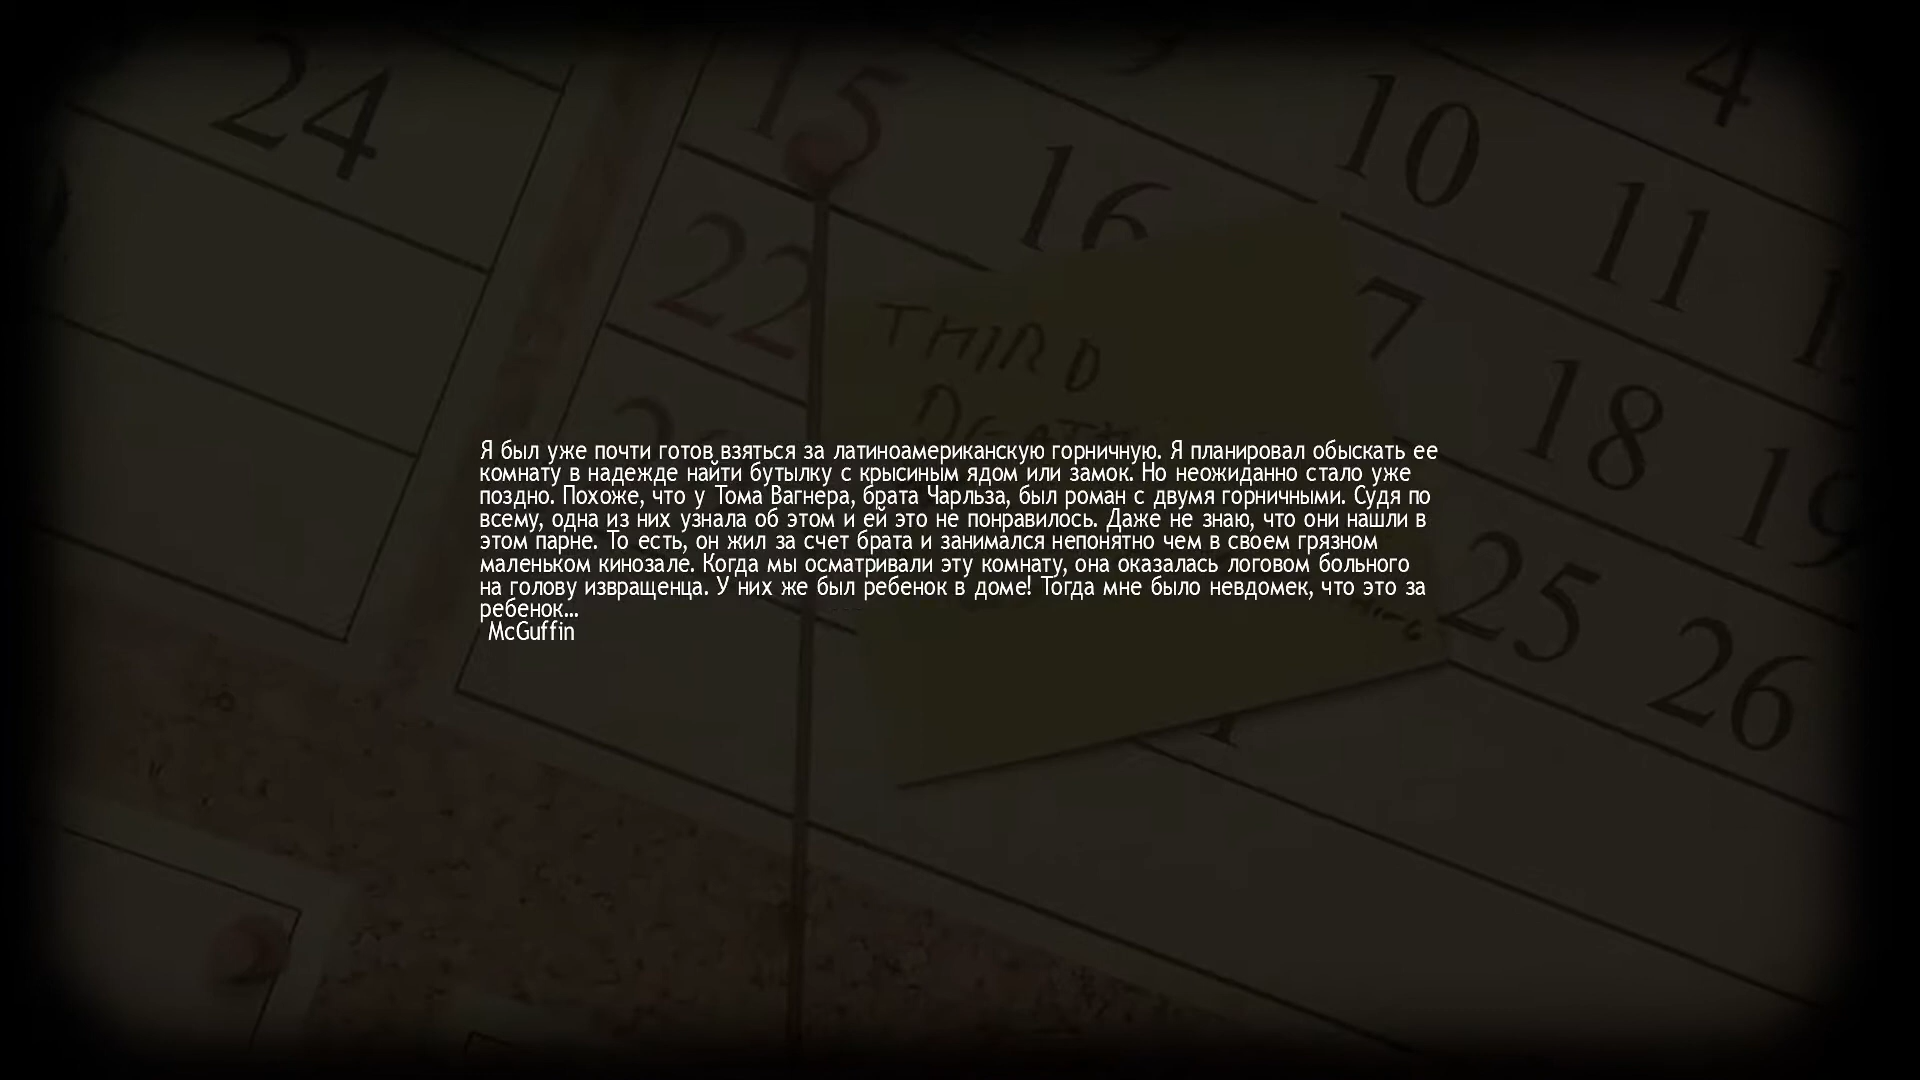 24
15
16
10
11
4
22
7
18
19
25
26
THIRD
DEATH
Я был уже почти готов взяться за латиноамериканскую горничную. Я планировал обыскать ее
комнату в надежде найти бутылку с крысиным ядом или замок. Но неожиданно стало уже
поздно. Похоже, что у Тома Вагнера, брата Чарльза, был роман с двумя горничными. Судя по
всему, одна из них узнала об этом и ей это не понравилось. Даже не знаю, что они нашли в
этом парне. То есть, он жил за счет брата и занимался непонятно чем в своем грязном
маленьком кинозале. Когда мы осматривали эту комнату, она оказалась логовом больного
на голову извращенца. У них же был ребенок в доме! Тогда мне было невдомек, что это за
ребенок...
McGuffin